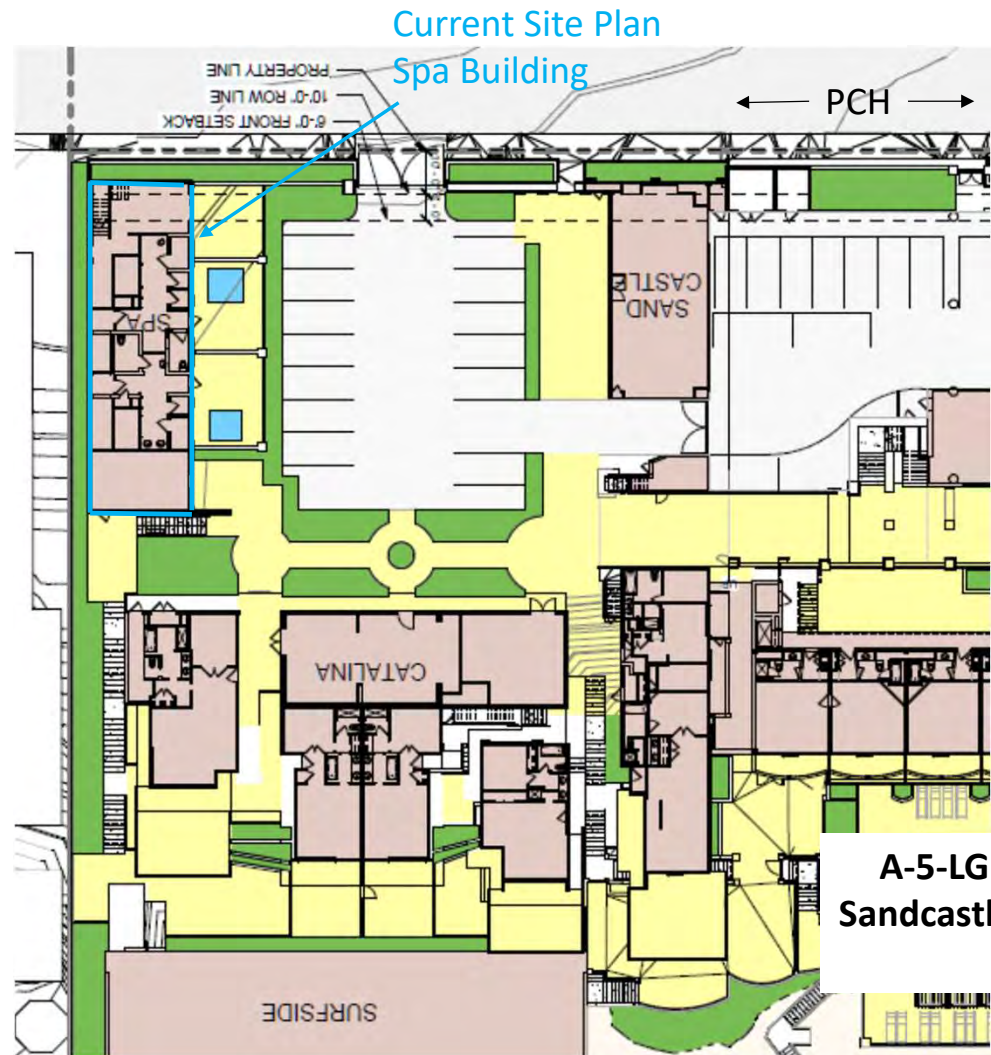 Current Site Plan
Spa Building
PROPERTY LINE
10'-0" ROW LINE
6'-0" FRONT SETBACK
PCH
SPA
SAND
CASTLE
CATALINA
A-5-LG
Sandcastl
SURFSIDE